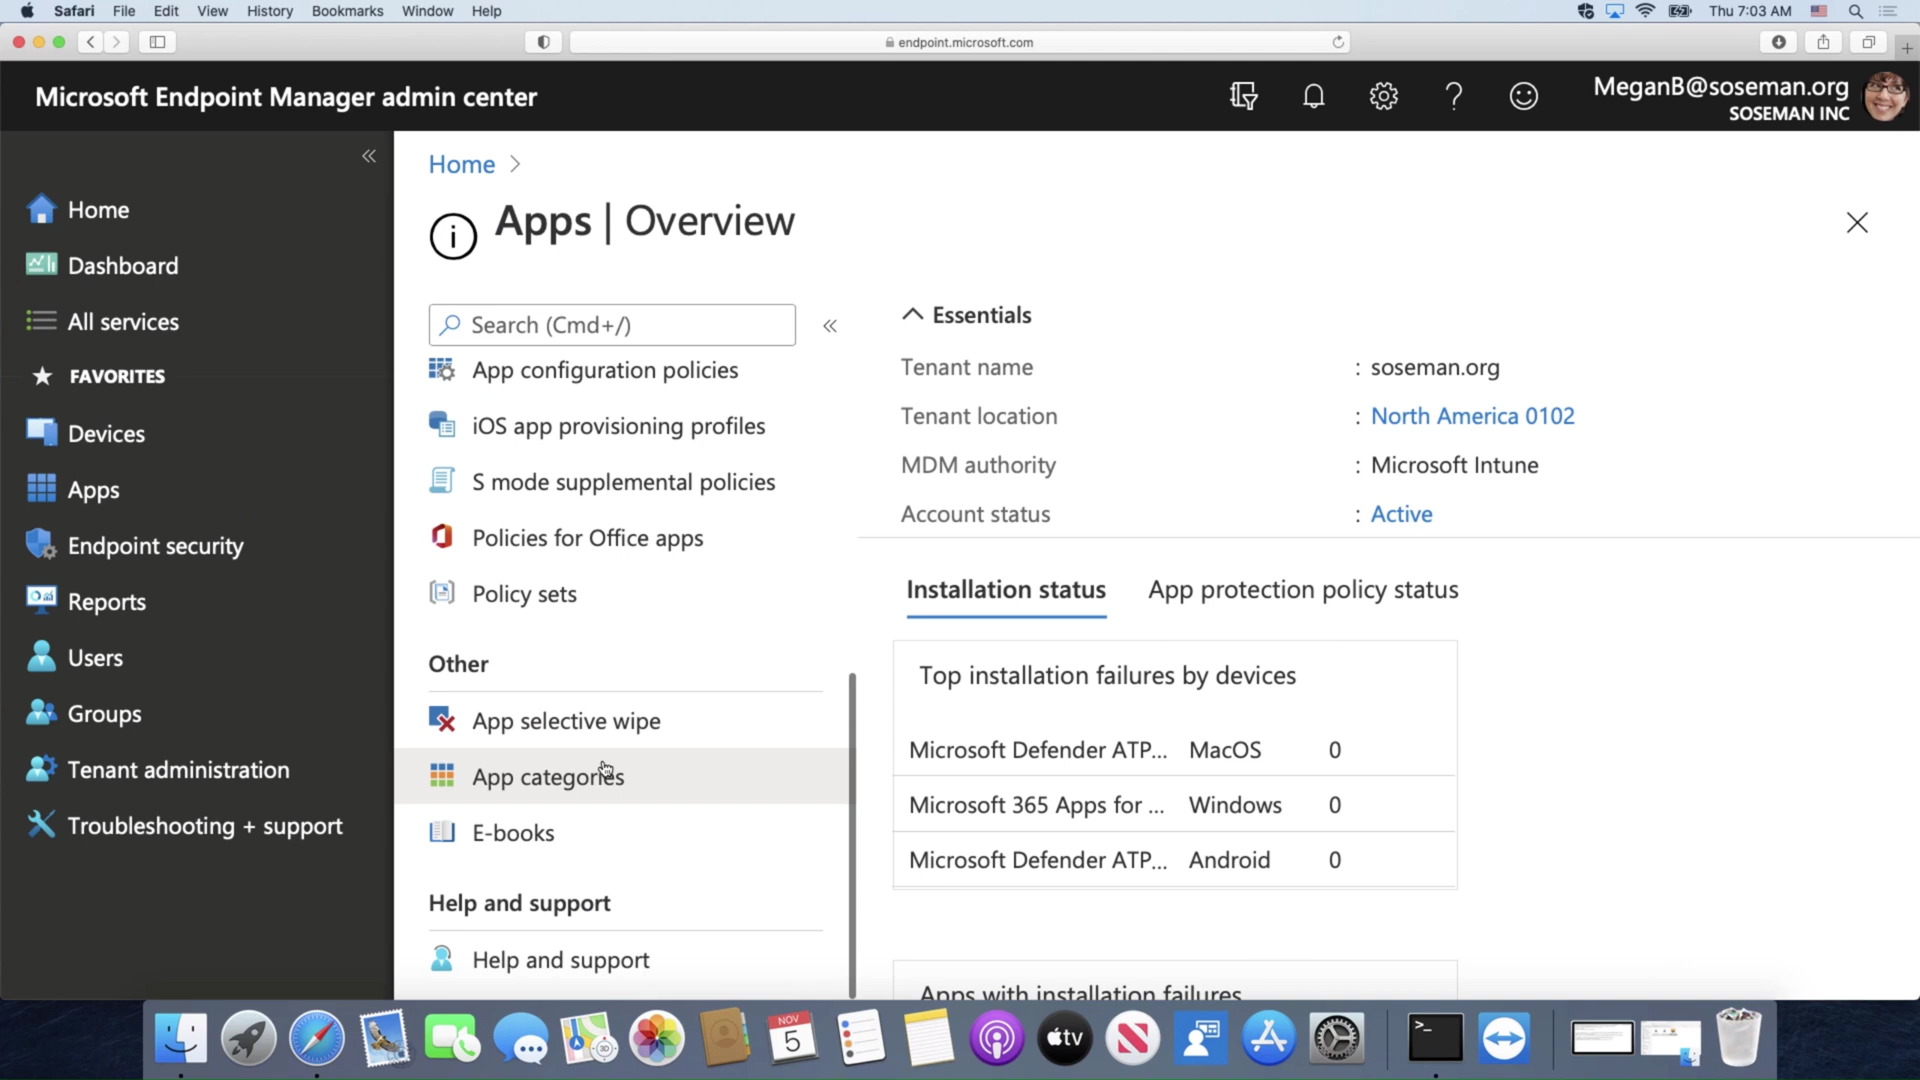 Safari File Edit View History Bookmarks Window Help Thu 7:03 AM
endpoint.microsoft.com
Microsoft Endpoint Manager admin center
MeganB@soseman.org
SOSEMAN INC
Home
Dashboard
All services
FAVORITES
Devices
Apps
Endpoint security
Reports
Users
Groups
Tenant administration
Troubleshooting + support
Home >
Apps | Overview
Search (Cmd+/)
App configuration policies
iOS app provisioning profiles
S mode supplemental policies
Policies for Office apps
Policy sets
Other
App selective wipe
App categories
E-books
Help and support
Help and support
Essentials
Tenant name : soseman.org
Tenant location : North America 0102
MDM authority : Microsoft Intune
Account status : Active
Installation status App protection policy status
Top installation failures by devices
Microsoft Defender ATP... MacOS 0
Microsoft 365 Apps for ... Windows 0
Microsoft Defender ATP... Android 0
Apps with installation failures
NOV
5
3D
tv
>_